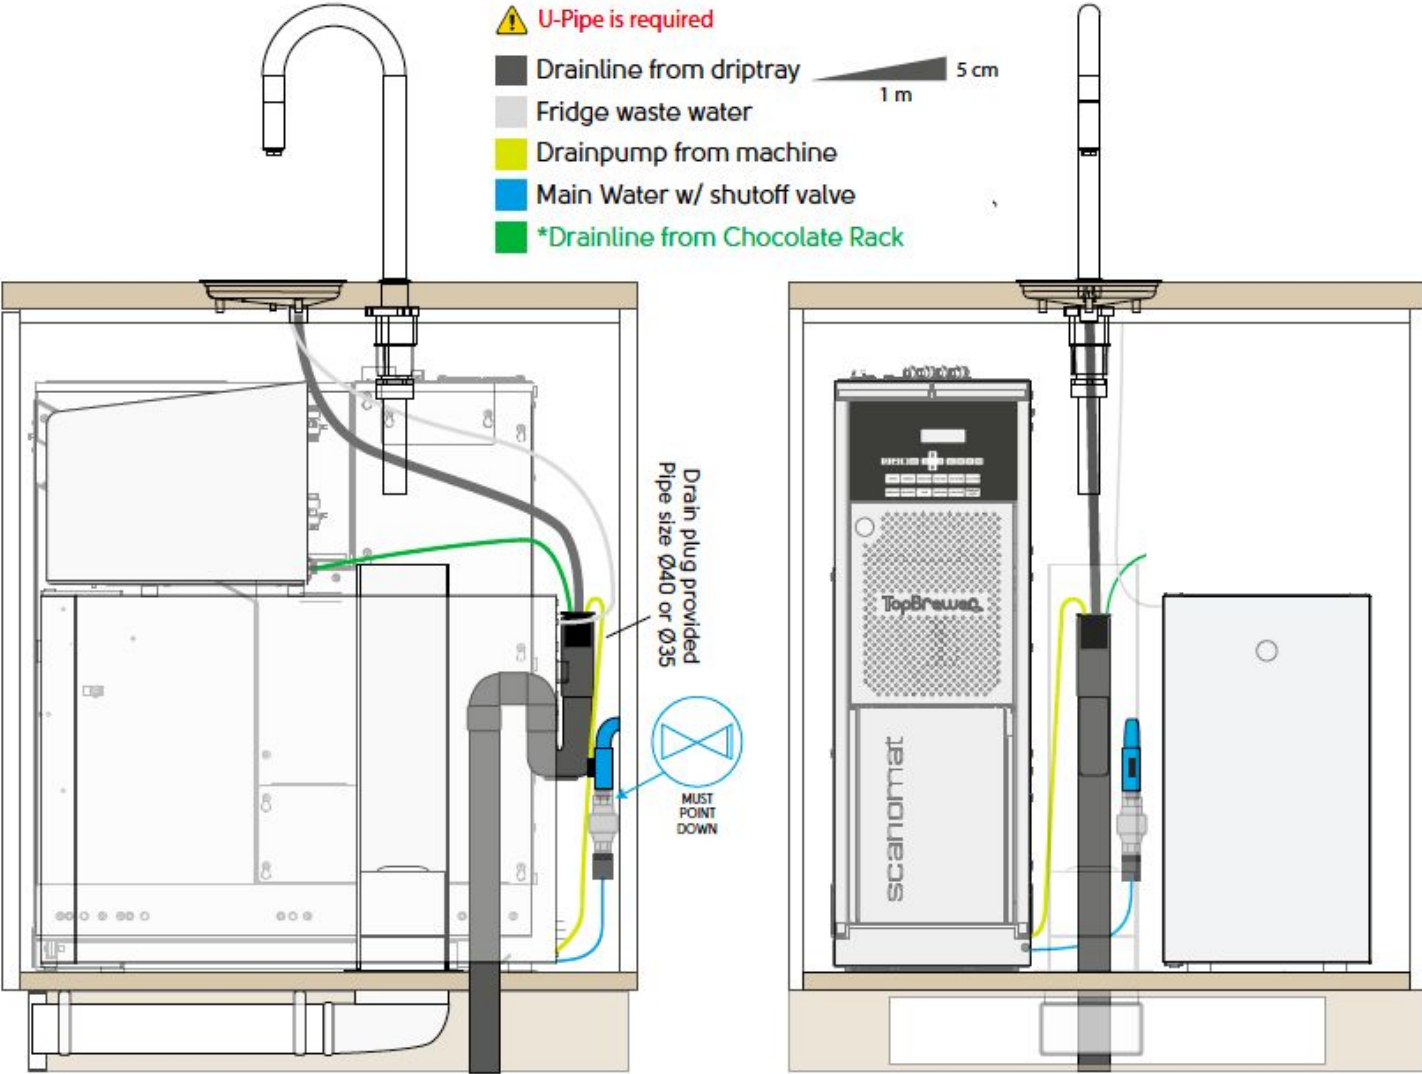 U-Pipe is required
Drainline from driptray
5 cm
1 m
Fridge waste water
Drainpump from machine
Main Water w/ shutoff valve
*Drainline from Chocolate Rack
Drain plug provided
Pipe size Ø40 or Ø35
MUST
POINT
DOWN
TopBrewer
scanomat